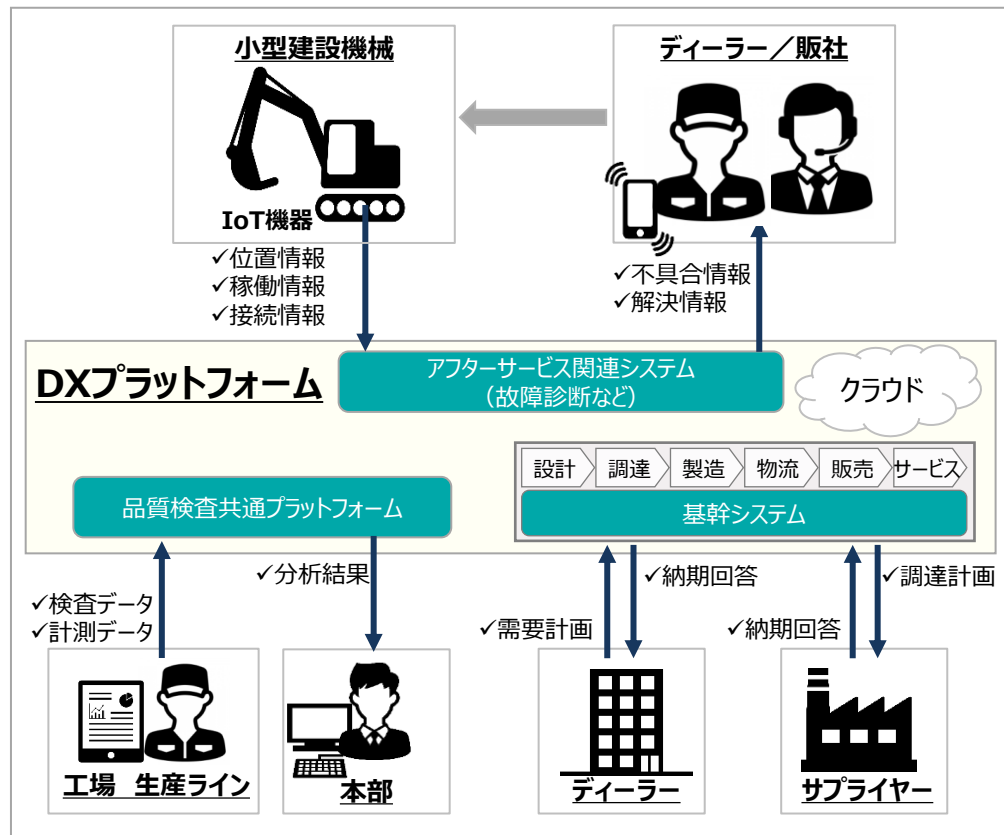 小型建設機械
ディーラー／販社
IoT機器
✓位置情報
✓稼働情報
✓接続情報
✓不具合情報
✓解決情報
DXプラットフォーム
アフターサービス関連システム
（故障診断など）
クラウド
設計
調達
製造
物流
販売
サービス
品質検査共通プラットフォーム
基幹システム
✓検査データ
✓計測データ
✓分析結果
✓納期回答
✓需要計画
✓調達計画
✓納期回答
工場　生産ライン
本部
ディーラー
サプライヤー